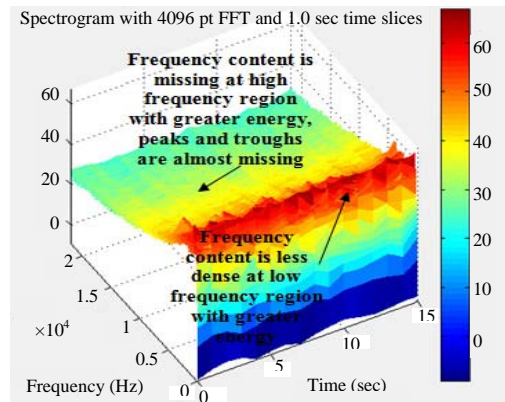 Spectrogram with 4096 pt FFT and 1.0 sec time slices
Frequency content is
missing at high
frequency region
with greater energy,
peaks and troughs
are almost missing
60
40
20
0
Frequency
content is less
dense at low
frequency region
with greater
energy
2
1.5
1
0.5
0
×10⁴
Frequency (Hz)
0
5
10
15
Time (sec)
60
50
40
30
20
10
0